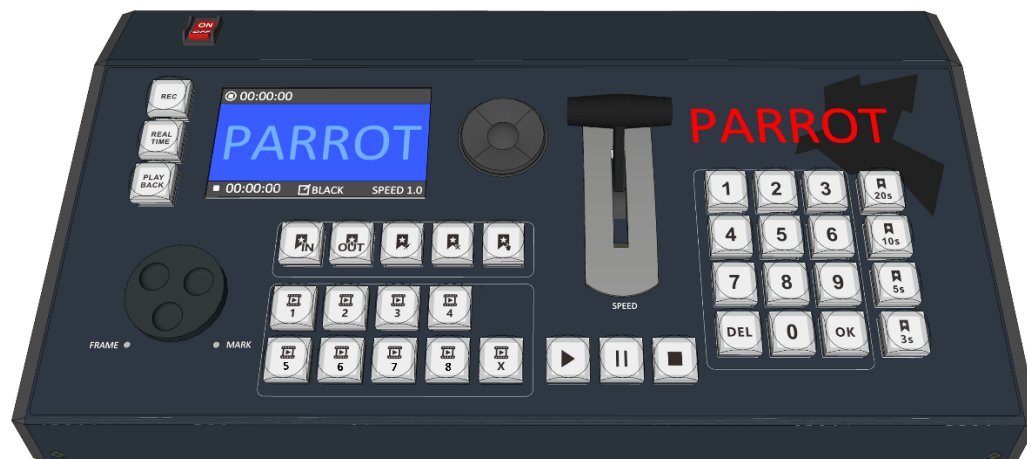 ON
OFF
REC
REAL
TIME
PLAY
BACK
00:00:00
PARROT
00:00:00 BLACK SPEED 1.0
PARROT
IN OUT
1 2 3 4
5 6 7 8 X
FRAME MARK
SPEED
1 2 3 20s
4 5 6 10s
7 8 9 5s
DEL 0 OK 3s